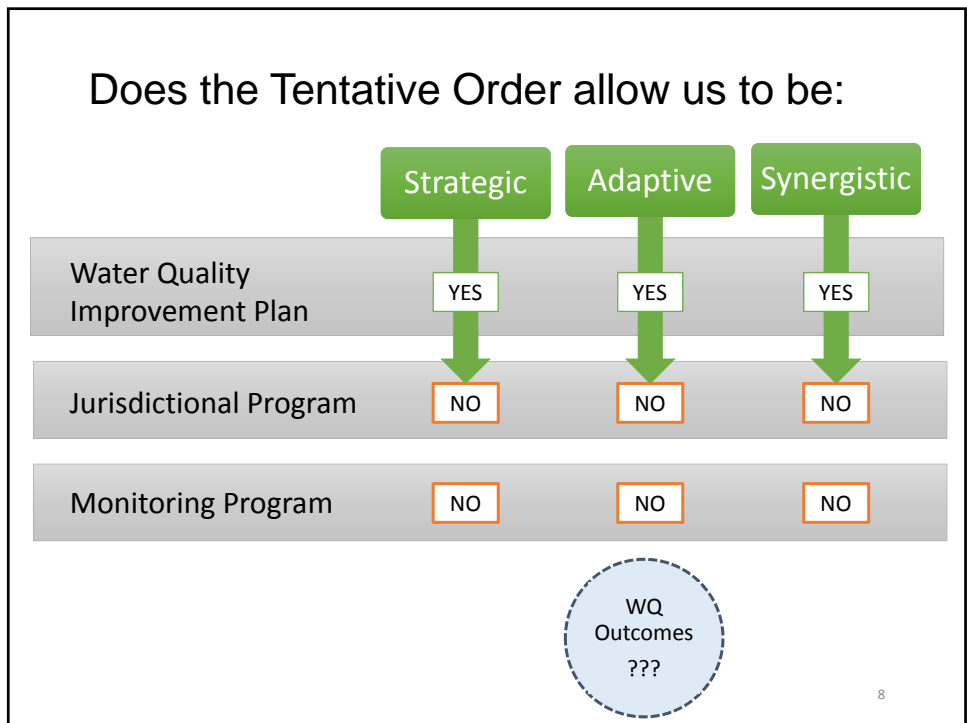 Does the Tentative Order allow us to be:
Strategic
Adaptive
Synergistic
Water Quality
Improvement Plan
YES
YES
YES
Jurisdictional Program
NO
NO
NO
Monitoring Program
NO
NO
NO
WQ
Outcomes
???
8